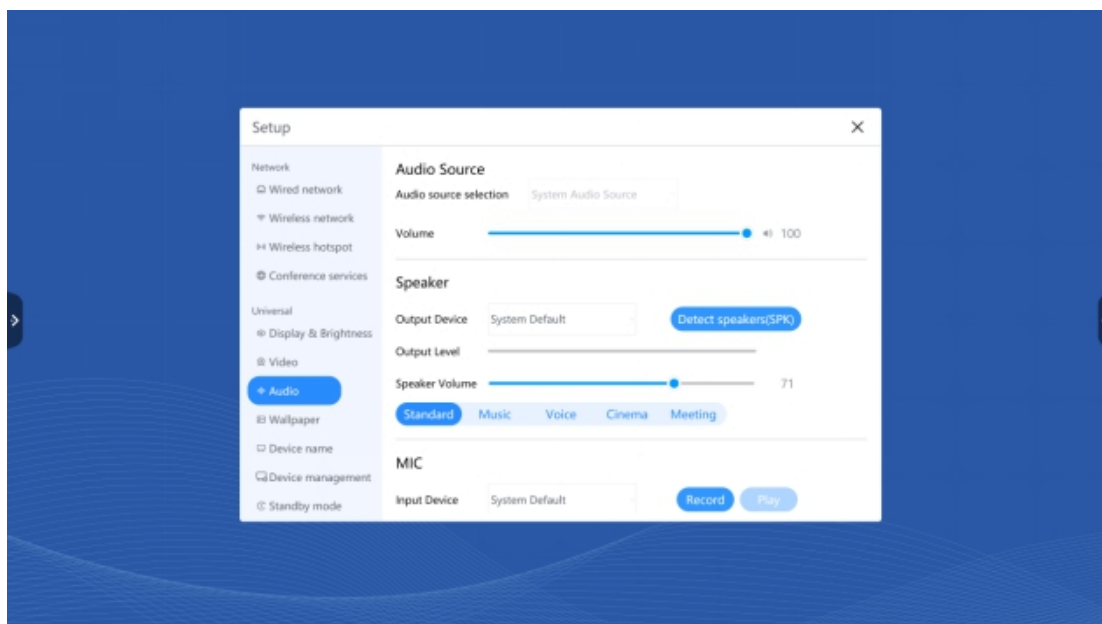 Setup
Network
Wired network
Wireless network
Wireless hotspot
Conference services
Universal
Display & Brightness
Video
Audio
Wallpaper
Device name
Device management
Standby mode
Audio Source
Audio source selection System Audio Source
Volume 100
Speaker
Output Device System Default Detect speakers(SPK)
Output Level
Speaker Volume 71
Standard Music Voice Cinema Meeting
MIC
Input Device System Default Record Play